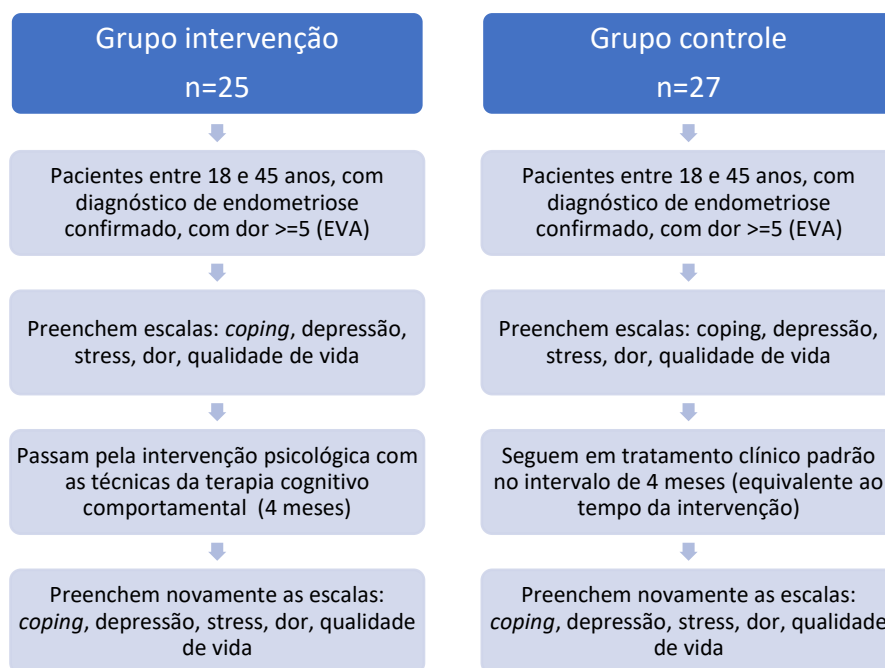 Grupo intervenção
n=25
Pacientes entre 18 e 45 anos, com
diagnóstico de endometriose
confirmado, com dor >=5 (EVA)
Preenchem escalas: coping, depressão,
stress, dor, qualidade de vida
Passam pela intervenção psicológica com
as técnicas da terapia cognitivo
comportamental (4 meses)
Preenchem novamente as escalas:
coping, depressão, stress, dor, qualidade
de vida
Grupo controle
n=27
Pacientes entre 18 e 45 anos, com
diagnóstico de endometriose
confirmado, com dor >=5 (EVA)
Preenchem escalas: coping, depressão,
stress, dor, qualidade de vida
Seguem em tratamento clínico padrão
no intervalo de 4 meses (equivalente ao
tempo da intervenção)
Preenchem novamente as escalas:
coping, depressão, stress, dor, qualidade
de vida